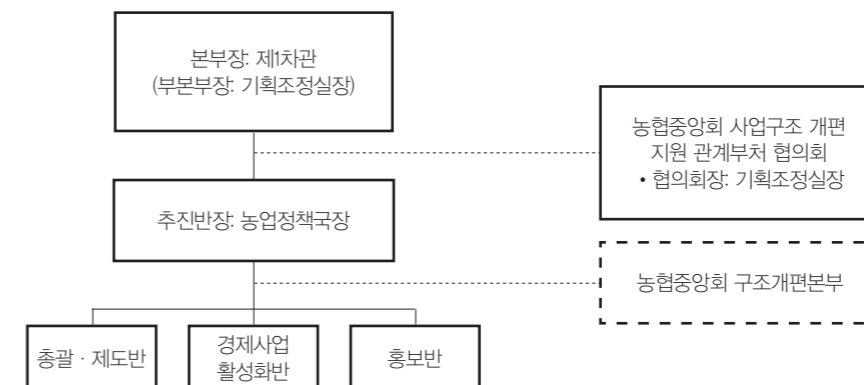 본부장: 제1차관
(부본부장: 기획조정실장)
농협중앙회 사업구조 개편
지원 관계부처 협의회
• 협의회장: 기획조정실장
추진반장: 농업정책국장
농협중앙회 구조개편본부
총괄 · 제도반
경제사업
활성화반
홍보반